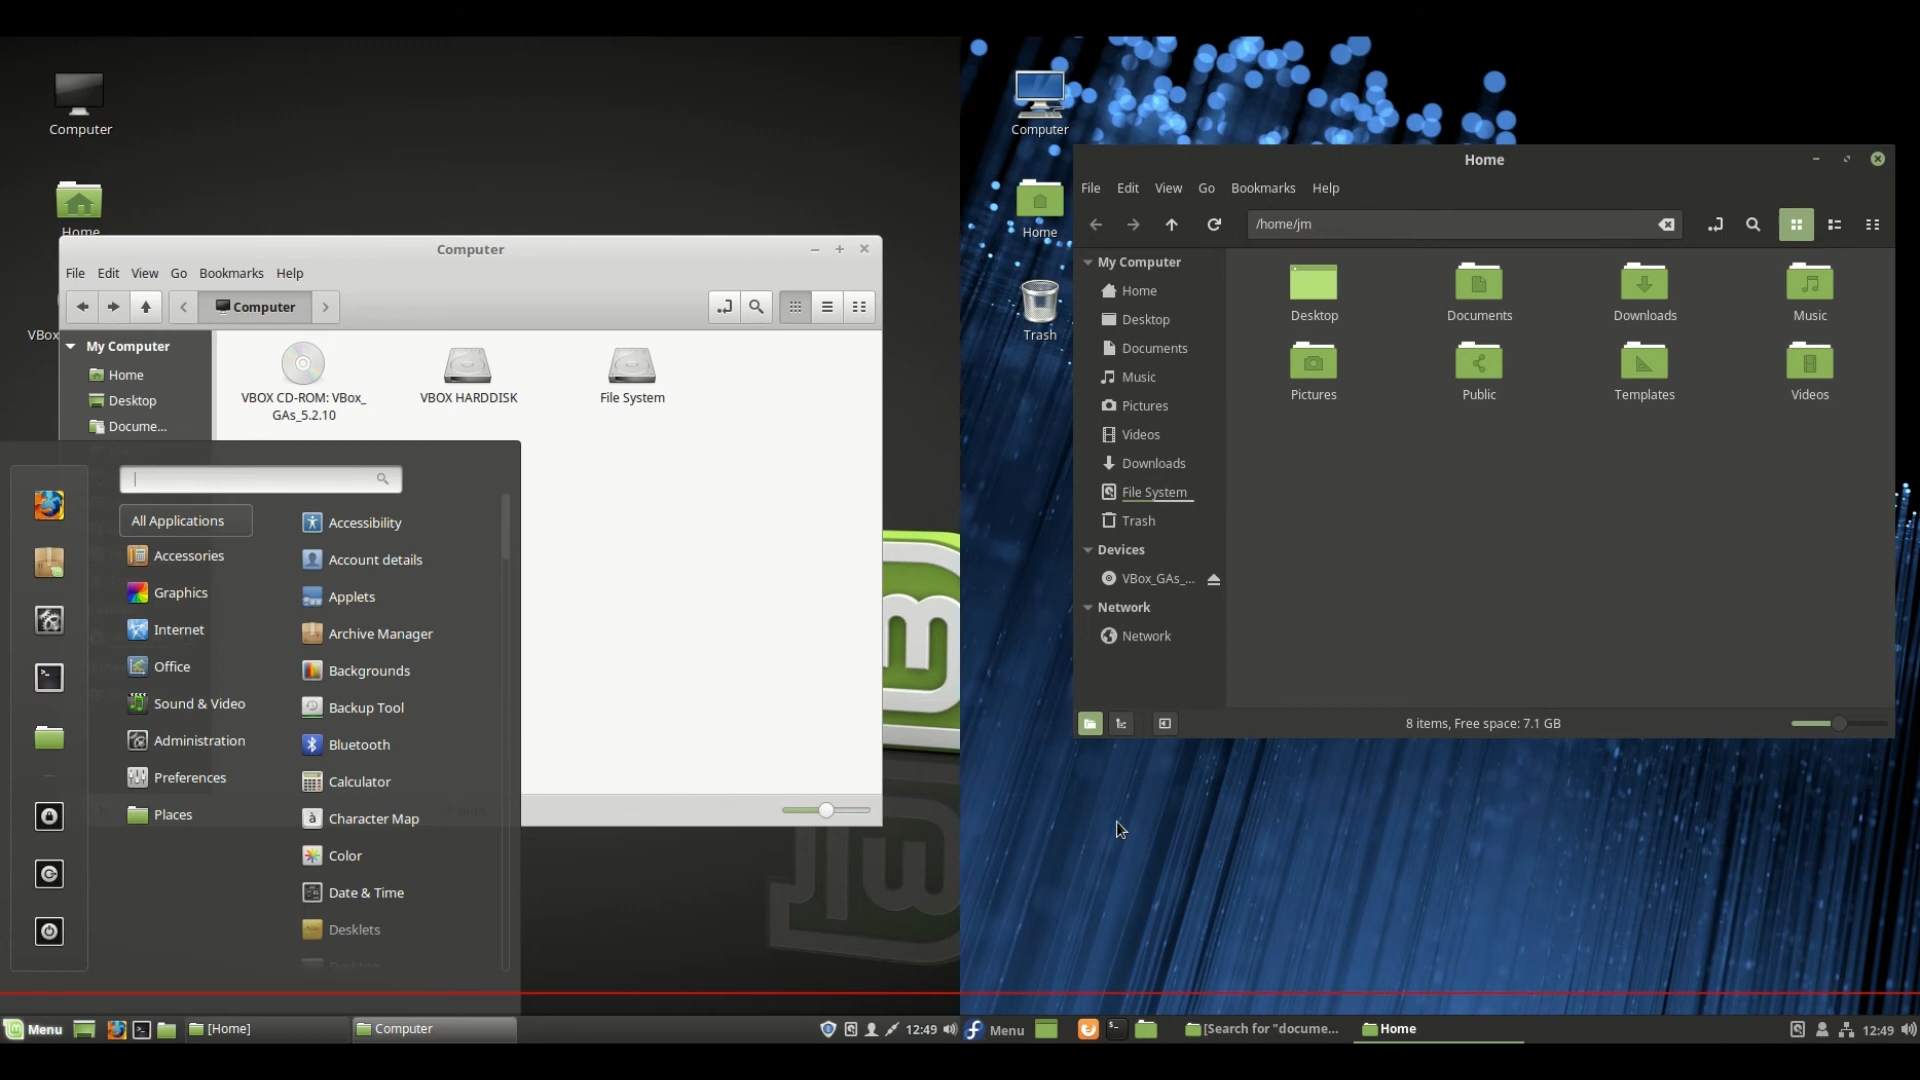 Computer
Home
VBox
Computer
File Edit View Go Bookmarks Help
Computer
My Computer
Home
Desktop
Docume...
VBOX CD-ROM: VBox_
GAs_5.2.10
VBOX HARDDISK
File System
All Applications
Accessories
Graphics
Internet
Office
Sound & Video
Administration
Preferences
Places
Accessibility
Account details
Applets
Archive Manager
Backgrounds
Backup Tool
Bluetooth
Calculator
Character Map
Color
Date & Time
Desklets
Menu
[Home]
Computer
12:49
Computer
Home
Trash
Home
File Edit View Go Bookmarks Help
/home/jm
My Computer
Home
Desktop
Documents
Music
Pictures
Videos
Downloads
File System
Trash
Devices
VBox_GAs_...
Network
Network
Desktop
Documents
Downloads
Music
Pictures
Public
Templates
Videos
8 items, Free space: 7.1 GB
Menu
[Search for "docume...
Home
12:49